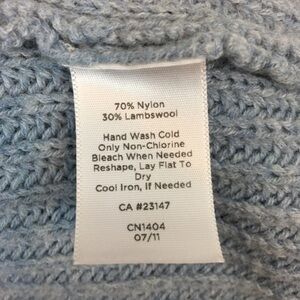 70% Nylon
30% Lambswool
Hand Wash Cold
Only Non-Chlorine
Bleach When Needed
Reshape, Lay Flat To
Dry
Cool Iron, If Needed
CA #23147
CN1404
07/11